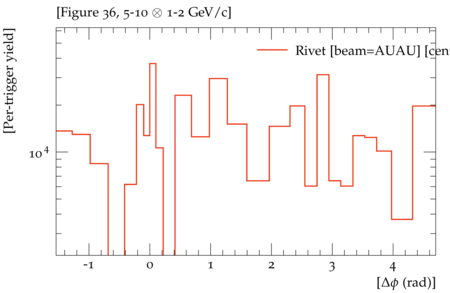 [Figure 36, 5-10 ⊗ 1-2 GeV/c]
[Per-trigger yield]
Rivet [beam=AUAU] [cen
10⁴
-1 0 1 2 3 4
[Δϕ (rad)]